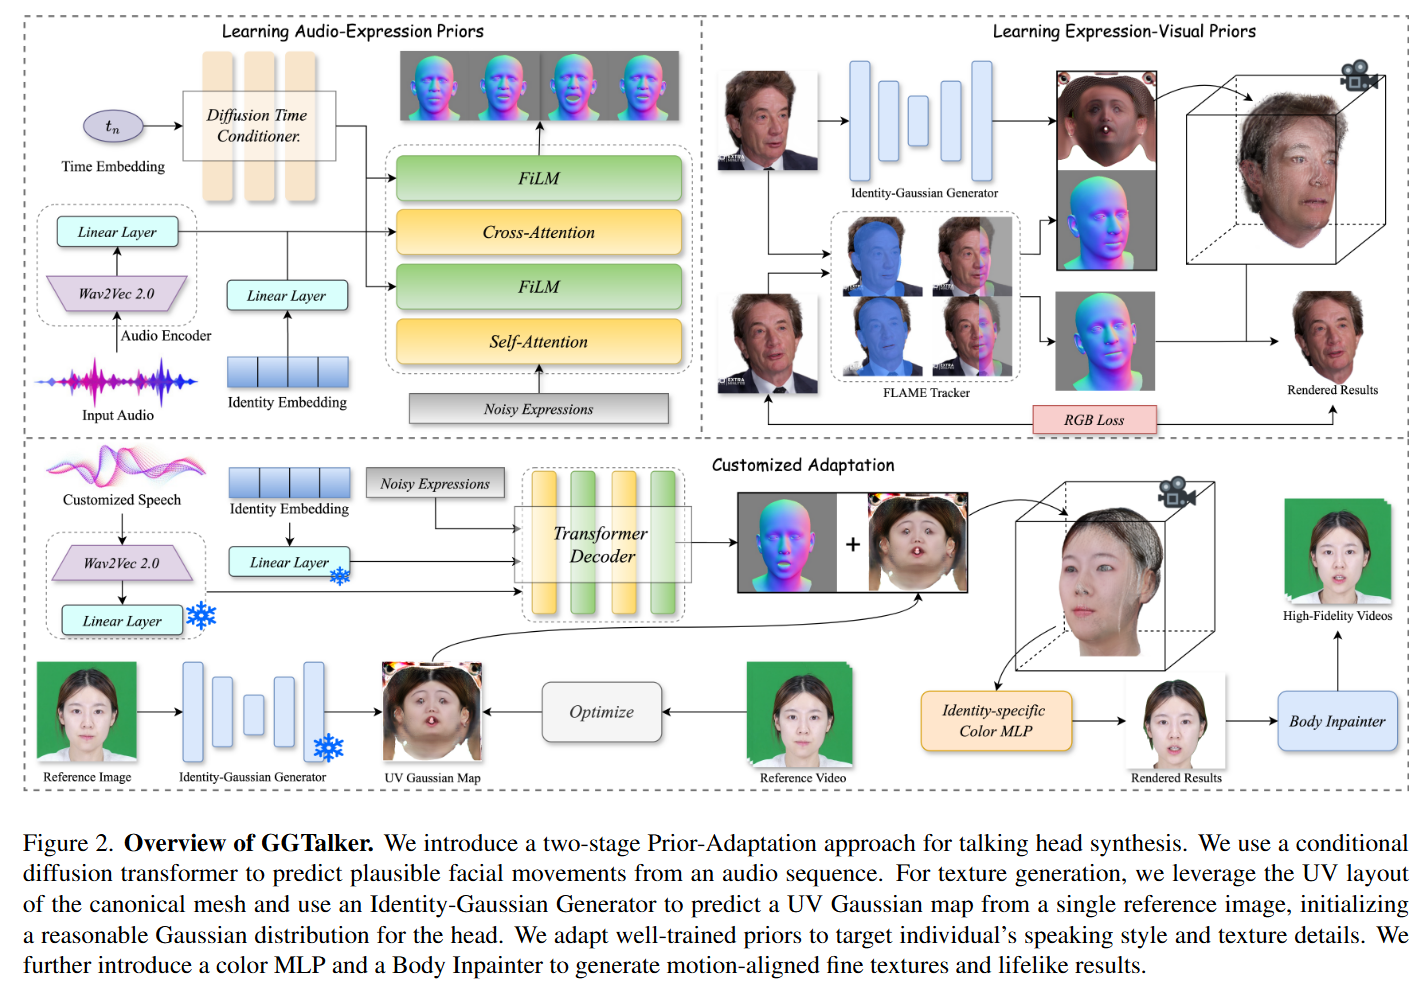 Learning Audio-Expression Priors
tn
Time Embedding
Diffusion Time
Conditioner.
FiLM
Cross-Attention
FiLM
Self-Attention
Noisy Expressions
Linear Layer
Wav2Vec 2.0
Audio Encoder
Input Audio
Linear Layer
Identity Embedding
Learning Expression-Visual Priors
EXTRA
Identity-Gaussian Generator
EXTRA
FLAME Tracker
Rendered Results
RGB Loss
Customized Adaptation
Customized Speech
Wav2Vec 2.0
Linear Layer
Identity Embedding
Linear Layer
Noisy Expressions
Transformer
Decoder
+
Reference Image
Identity-Gaussian Generator
UV Gaussian Map
Optimize
Reference Video
Identity-specific
Color MLP
Rendered Results
Body Inpainter
High-Fidelity Videos
Figure 2. Overview of GGTalker. We introduce a two-stage Prior-Adaptation approach for talking head synthesis. We use a conditional
diffusion transformer to predict plausible facial movements from an audio sequence. For texture generation, we leverage the UV layout
of the canonical mesh and use an Identity-Gaussian Generator to predict a UV Gaussian map from a single reference image, initializing
a reasonable Gaussian distribution for the head. We adapt well-trained priors to target individual's speaking style and texture details. We
further introduce a color MLP and a Body Inpainter to generate motion-aligned fine textures and lifelike results.